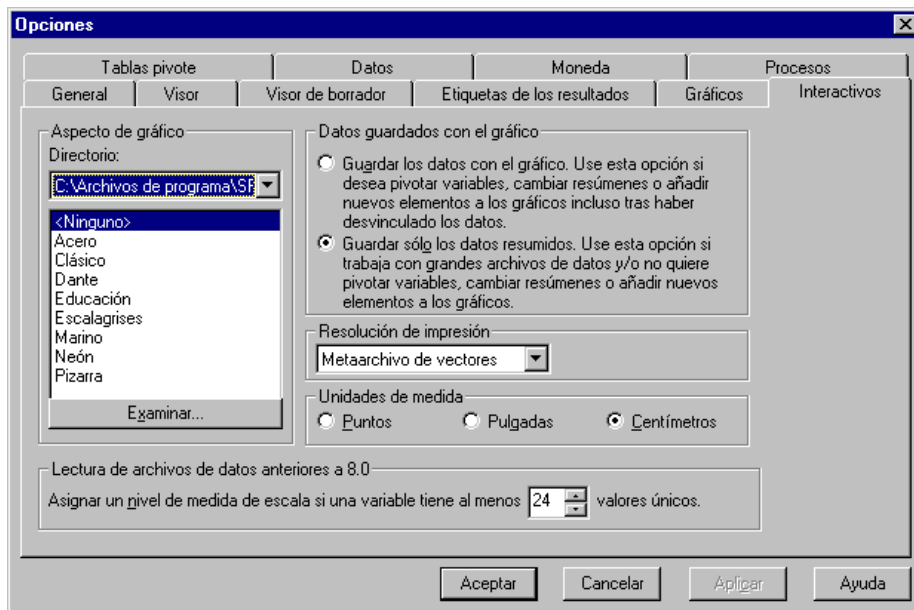 Opciones
Tablas pivote
Datos
Moneda
Procesos
General
Visor
Visor de borrador
Etiquetas de los resultados
Gráficos
Interactivos
Aspecto de gráfico
Directorio:
C:\Archivos de programa\SF
<Ninguno>
Acero
Clásico
Dante
Educación
Escalagrises
Marino
Neón
Pizarra
Examinar...
Datos guardados con el gráfico
Guardar los datos con el gráfico. Use esta opción si
desea pivotar variables, cambiar resúmenes o añadir
nuevos elementos a los gráficos incluso tras haber
desvinculado los datos.
Guardar sólo los datos resumidos. Use esta opción si
trabaja con grandes archivos de datos y/o no quiere
pivotar variables, cambiar resúmenes o añadir nuevos
elementos a los gráficos.
Resolución de impresión
Metaarchivo de vectores
Unidades de medida
Puntos
Pulgadas
Centímetros
Lectura de archivos de datos anteriores a 8.0
Asignar un nivel de medida de escala si una variable tiene al menos 24 valores únicos.
Aceptar
Cancelar
Aplicar
Ayuda